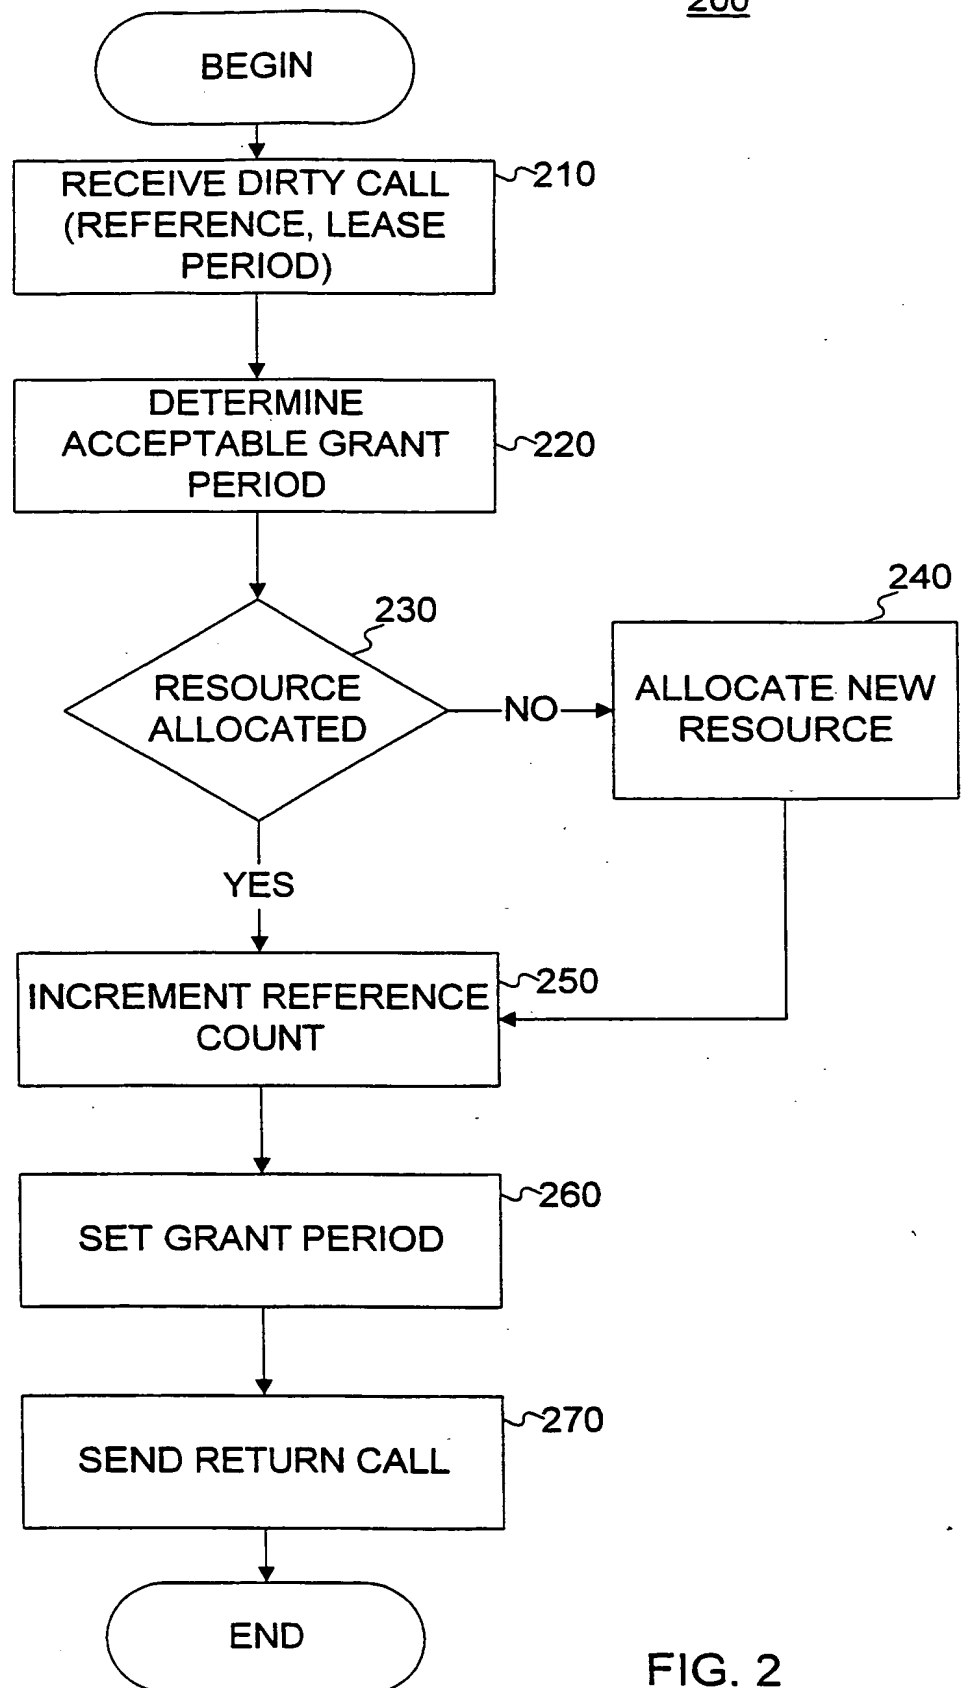 200
BEGIN
RECEIVE DIRTY CALL
(REFERENCE, LEASE
PERIOD)
210
DETERMINE
ACCEPTABLE GRANT
PERIOD
220
230
RESOURCE
ALLOCATED
NO
240
ALLOCATE NEW
RESOURCE
YES
INCREMENT REFERENCE
COUNT
250
SET GRANT PERIOD
260
SEND RETURN CALL
270
END
FIG. 2